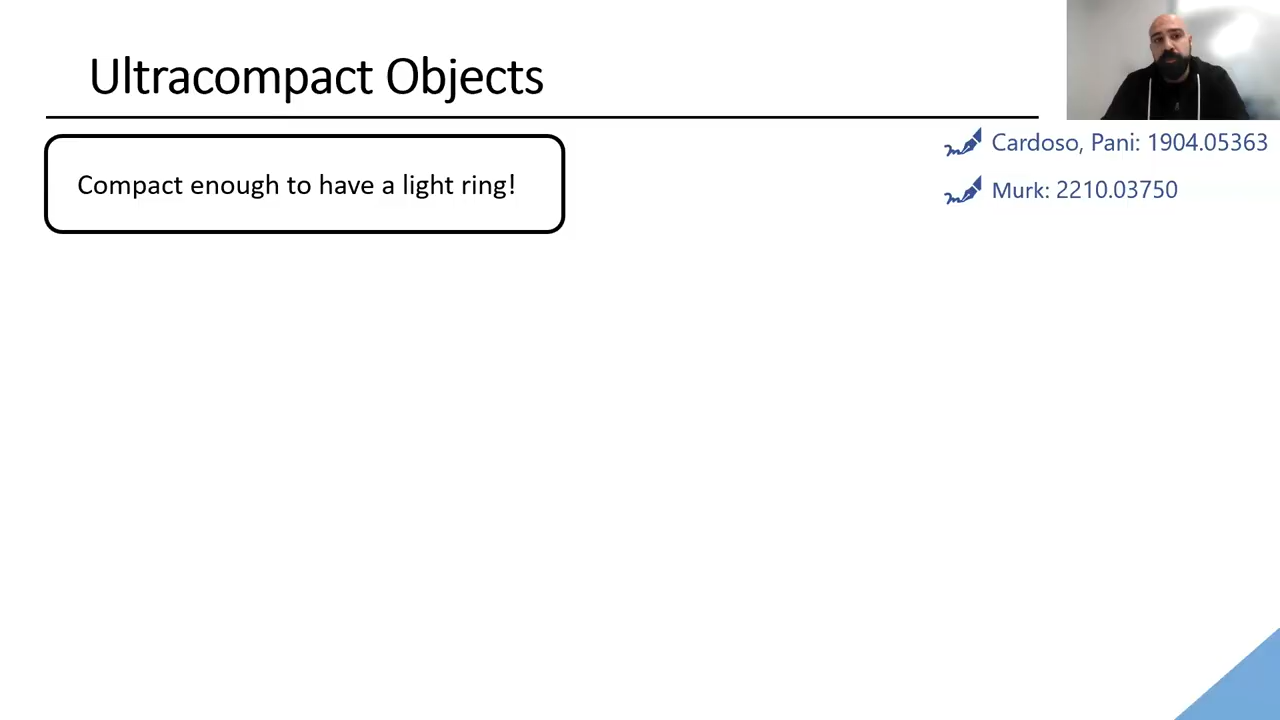 Ultracompact Objects
Compact enough to have a light ring!
Cardoso, Pani: 1904.05363
Murk: 2210.03750